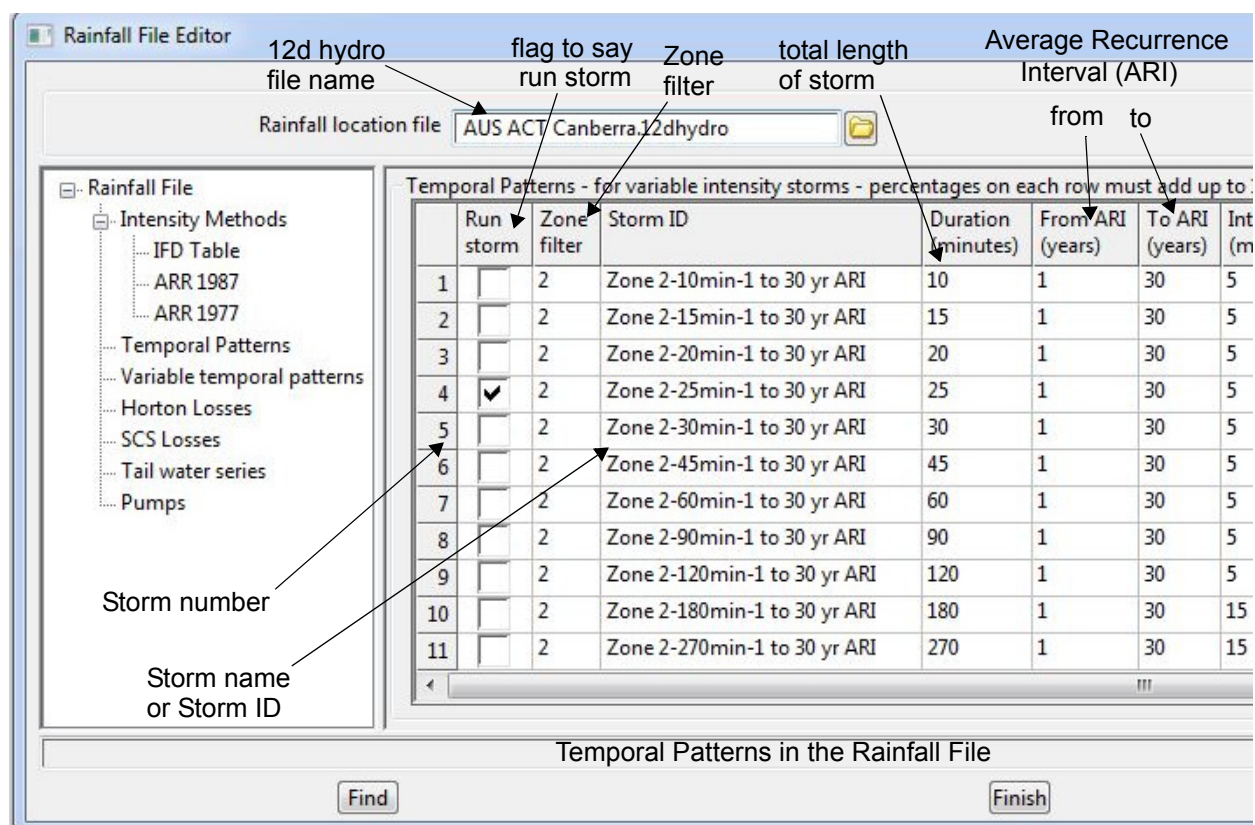 Rainfall File Editor
12d hydro
file name
flag to say
run storm
Zone
filter
total length
of storm
Average Recurrence
Interval (ARI)
from to
Rainfall location file AUS ACT Canberra.12dhydro
Rainfall File
Intensity Methods
IFD Table
ARR 1987
ARR 1977
Temporal Patterns
Variable temporal patterns
Horton Losses
SCS Losses
Tail water series
Pumps
Temporal Patterns - for variable intensity storms - percentages on each row must add up to
Run Zone Storm ID Duration From ARI To ARI Int
storm filter (minutes) (years) (years) (m
1 2 Zone 2-10min-1 to 30 yr ARI 10 1 30 5
2 2 Zone 2-15min-1 to 30 yr ARI 15 1 30 5
3 2 Zone 2-20min-1 to 30 yr ARI 20 1 30 5
4 2 Zone 2-25min-1 to 30 yr ARI 25 1 30 5
5 2 Zone 2-30min-1 to 30 yr ARI 30 1 30 5
6 2 Zone 2-45min-1 to 30 yr ARI 45 1 30 5
7 2 Zone 2-60min-1 to 30 yr ARI 60 1 30 5
8 2 Zone 2-90min-1 to 30 yr ARI 90 1 30 5
9 2 Zone 2-120min-1 to 30 yr ARI 120 1 30 5
10 2 Zone 2-180min-1 to 30 yr ARI 180 1 30 15
11 2 Zone 2-270min-1 to 30 yr ARI 270 1 30 15
Storm number
Storm name
or Storm ID
Temporal Patterns in the Rainfall File
Find Finish